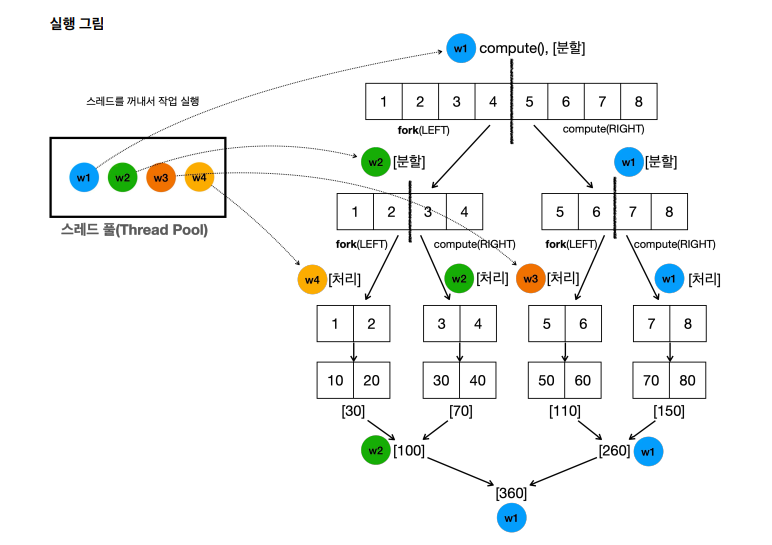 실행 그림
w1 compute(), [분할]
스레드를 꺼내서 작업 실행
1 2 3 4 5 6 7 8
fork(LEFT) compute(RIGHT)
w1 w2 w3 w4
스레드 풀(Thread Pool)
w2 [분할] w1 [분할]
1 2 3 4 5 6 7 8
fork(LEFT) compute(RIGHT) fork(LEFT) compute(RIGHT)
w4 [처리] w2 [처리] w3 [처리] w1 [처리]
1 2 3 4 5 6 7 8
10 20 30 40 50 60 70 80
[30] [70] [110] [150]
w2 [100] [260] w1
[360]
w1